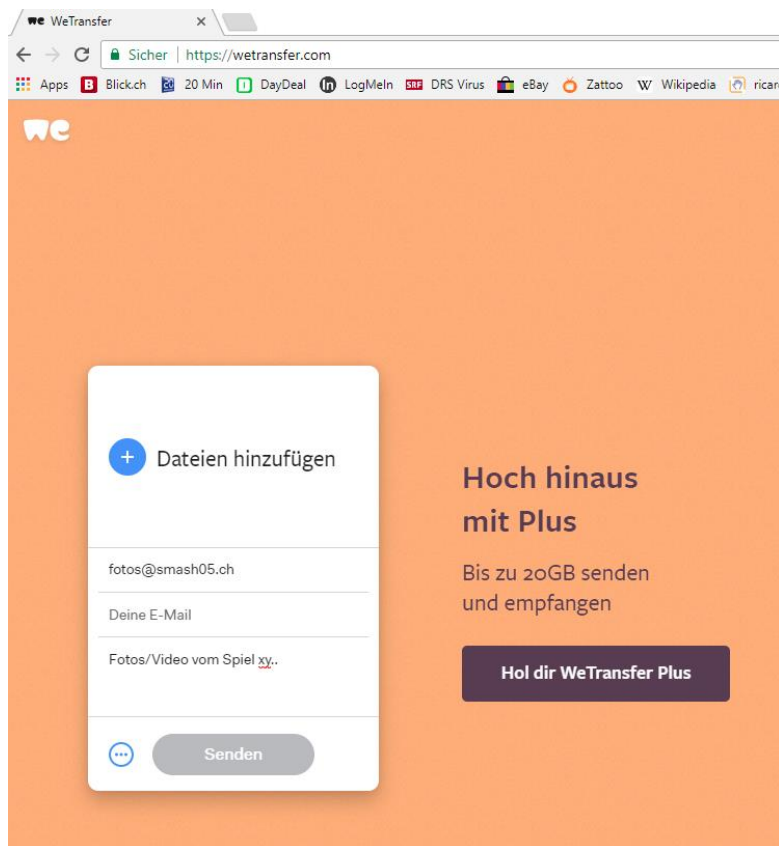 we WeTransfer
Sicher | https://wetransfer.com
Apps Blick.ch 20 Min DayDeal LogMeIn DRS Virus eBay Zattoo Wikipedia ricar
we
Dateien hinzufügen
fotos@smash05.ch
Deine E-Mail
Fotos/Video vom Spiel xy..
Senden
Hoch hinaus
mit Plus
Bis zu 20GB senden
und empfangen
Hol dir WeTransfer Plus